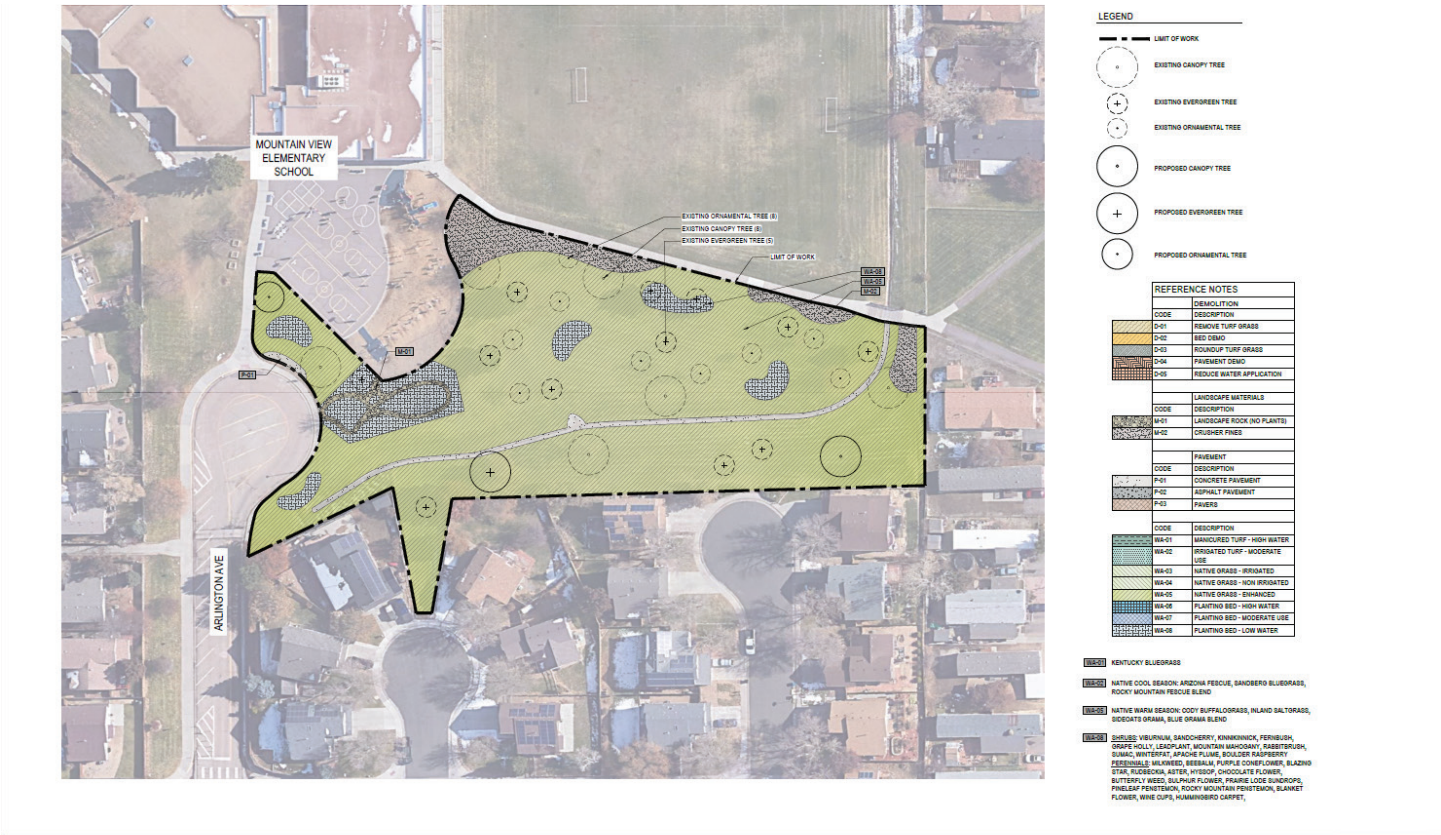 MOUNTAIN VIEW
ELEMENTARY
SCHOOL
EXISTING ORNAMENTAL TREE (8)
EXISTING CANOPY TREE (8)
EXISTING EVERGREEN TREE (5)
LIMIT OF WORK
WA-08
WA-05
M-02
M-01
P-01
ARLINGTON AVE
LEGEND
LIMIT OF WORK
EXISTING CANOPY TREE
EXISTING EVERGREEN TREE
EXISTING ORNAMENTAL TREE
PROPOSED CANOPY TREE
PROPOSED EVERGREEN TREE
PROPOSED ORNAMENTAL TREE
REFERENCE NOTES
DEMOLITION
CODE DESCRIPTION
D-01 REMOVE TURF GRASS
D-02 BED DEMO
D-03 ROUNDUP TURF GRASS
D-04 PAVEMENT DEMO
D-05 REDUCE WATER APPLICATION
LANDSCAPE MATERIALS
CODE DESCRIPTION
M-01 LANDSCAPE ROCK (NO PLANTS)
M-02 CRUSHER FINES
PAVEMENT
CODE DESCRIPTION
P-01 CONCRETE PAVEMENT
P-02 ASPHALT PAVEMENT
P-03 PAVERS
CODE DESCRIPTION
WA-01 MANICURED TURF - HIGH WATER
WA-02 IRRIGATED TURF - MODERATE
USE
WA-03 NATIVE GRASS - IRRIGATED
WA-04 NATIVE GRASS - NON IRRIGATED
WA-05 NATIVE GRASS - ENHANCED
WA-06 PLANTING BED - HIGH WATER
WA-07 PLANTING BED - MODERATE USE
WA-08 PLANTING BED - LOW WATER
WA-01 KENTUCKY BLUEGRASS
WA-02 NATIVE COOL SEASON: ARIZONA FESCUE, SANDBERG BLUEGRASS,
ROCKY MOUNTAIN FESCUE BLEND
WA-05 NATIVE WARM SEASON: CODY BUFFALOGRASS, INLAND SALTGRASS,
SIDEOATS GRAMA, BLUE GRAMA BLEND
WA-08 SHRUBS: VIBURNUM, SANDCHERRY, KINNIKINNICK, FERNBUSH,
GRAPE HOLLY, LEADPLANT, MOUNTAIN MAHOGANY, RABBITBRUSH,
SUMAC, WINTERFAT, APACHE PLUME, BOULDER RASPBERRY
PERENNIALS: MILKWEED, BEEBALM, PURPLE CONEFLOWER, BLAZING
STAR, RUDBECKIA, ASTER, HYSSOP, CHOCOLATE FLOWER,
BUTTERFLY WEED, SULPHUR FLOWER, PRAIRIE LODE SUNDROPS,
PINELEAF PENSTEMON, ROCKY MOUNTAIN PENSTEMON, BLANKET
FLOWER, WINE CUPS, HUMMINGBIRD CARPET,